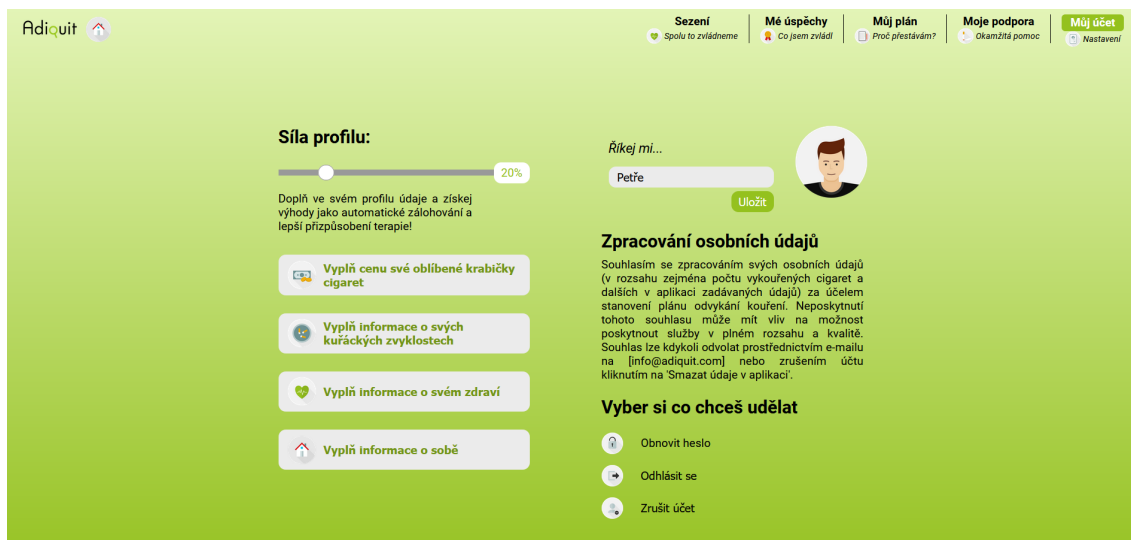 Adiquit
Sezení
Spolu to zvládneme
Mé úspěchy
Co jsem zvládl
Můj plán
Proč přestávám?
Moje podpora
Okamžitá pomoc
Můj účet
Nastavení
Síla profilu:
20%
Doplň ve svém profilu údaje a získej
výhody jako automatické zálohování a
lepší přizpůsobení terapie!
Vyplň cenu své oblíbené krabičky
cigaret
Vyplň informace o svých
kuřáckých zvyklostech
Vyplň informace o svém zdraví
Vyplň informace o sobě
Říkej mi...
Petře
Uložit
Zpracování osobních údajů
Souhlasím se zpracováním svých osobních údajů
(v rozsahu zejména počtu vykouřených cigaret a
dalších v aplikaci zadávaných údajů) za účelem
stanovení plánu odvykání kouření. Neposkytnutí
tohoto souhlasu může mít vliv na možnost
poskytnout služby v plném rozsahu a kvalitě.
Souhlas lze kdykoli odvolat prostřednictvím e-mailu
na [info@adiquit.com] nebo zrušením účtu
kliknutím na 'Smazat údaje v aplikaci'.
Vyber si co chceš udělat
Obnovit heslo
Odhlásit se
Zrušit účet